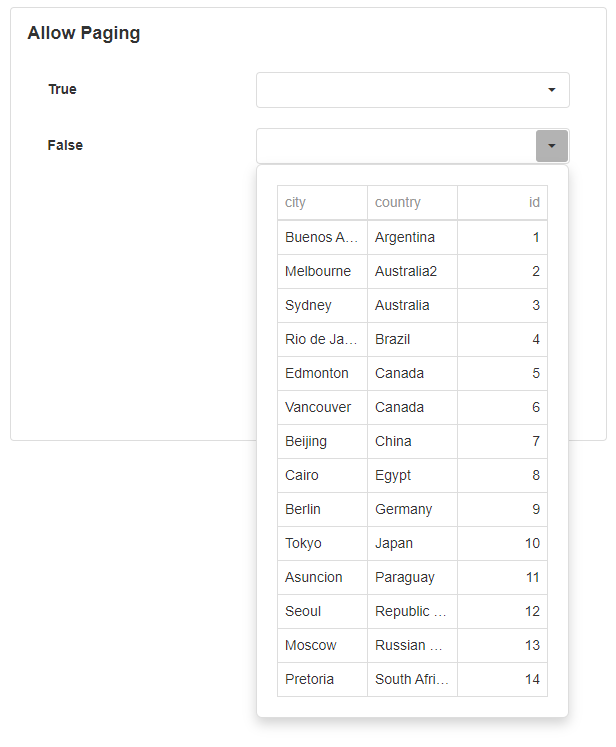 Allow Paging
True
False
city country id
Buenos A... Argentina 1
Melbourne Australia2 2
Sydney Australia 3
Rio de Ja... Brazil 4
Edmonton Canada 5
Vancouver Canada 6
Beijing China 7
Cairo Egypt 8
Berlin Germany 9
Tokyo Japan 10
Asuncion Paraguay 11
Seoul Republic ... 12
Moscow Russian ... 13
Pretoria South Afri... 14